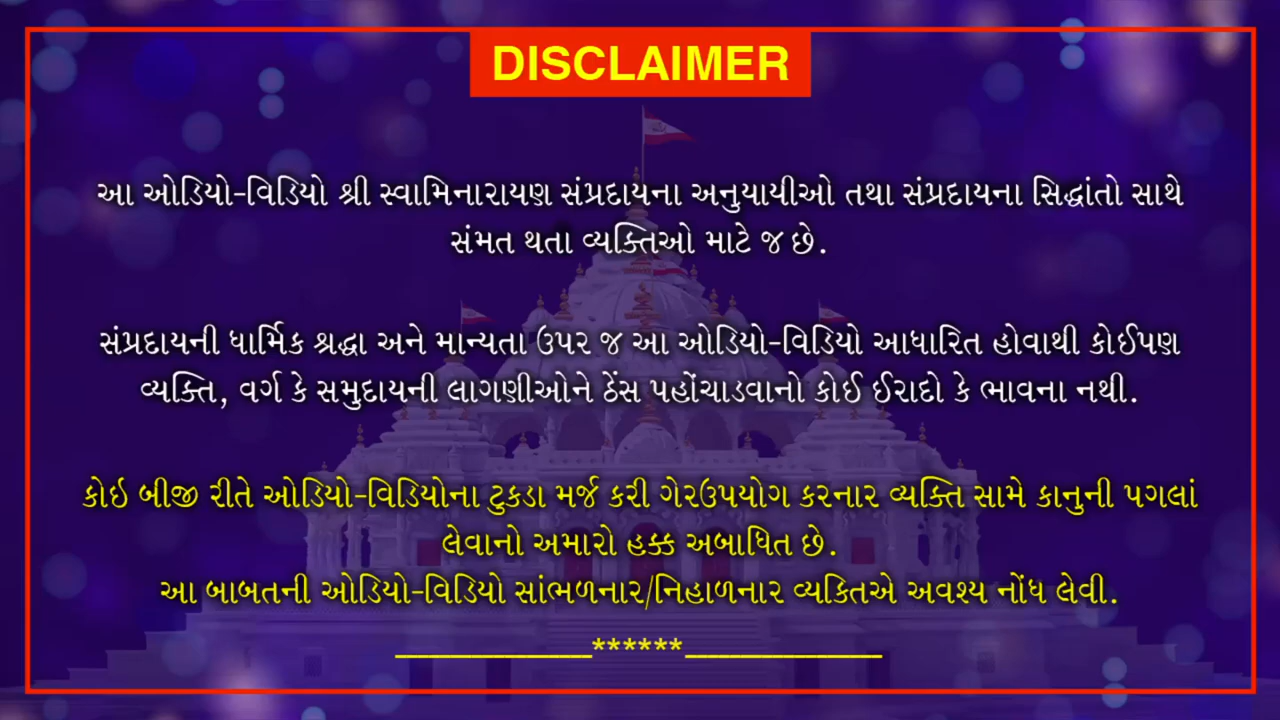 DISCLAIMER
આ ઓડિયો-વિડિયો શ્રી સ્વામિનારાયણ સંપ્રદાયના અનુયાયીઓ તથા સંપ્રદાયના સિદ્ધાંતો સાથે
સંમત થતા વ્યક્તિઓ માટે જ છે.
સંપ્રદાયની ધાર્મિક શ્રદ્ધા અને માન્યતા ઉપર જ આ ઓડિયો-વિડિયો આધારિત હોવાથી કોઈપણ
વ્યક્તિ, વર્ગ કે સમુદાયની લાગણીઓને ઠેંસ પહોંચાડવાનો કોઈ ઈરાદો કે ભાવના નથી.
કોઇ બીજી રીતે ઓડિયો-વિડિયોના ટુકડા મર્જ કરી ગેરઉપયોગ કરનાર વ્યક્તિ સામે કાનુની પગલાં
લેવાનો અમારો હક્ક અબાધિત છે.
આ બાબતની ઓડિયો-વિડિયો સાંભળનાર/નિહાળનાર વ્યકિતએ અવશ્ય નોંધ લેવી.
______________******______________